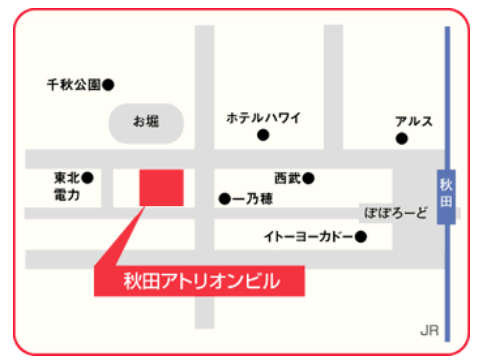 千秋公園
お堀
ホテルハワイ
アルス
東北
電力
西武
一乃穂
秋田
ぽぽろーど
イトーヨーカドー
秋田アトリオンビル
JR